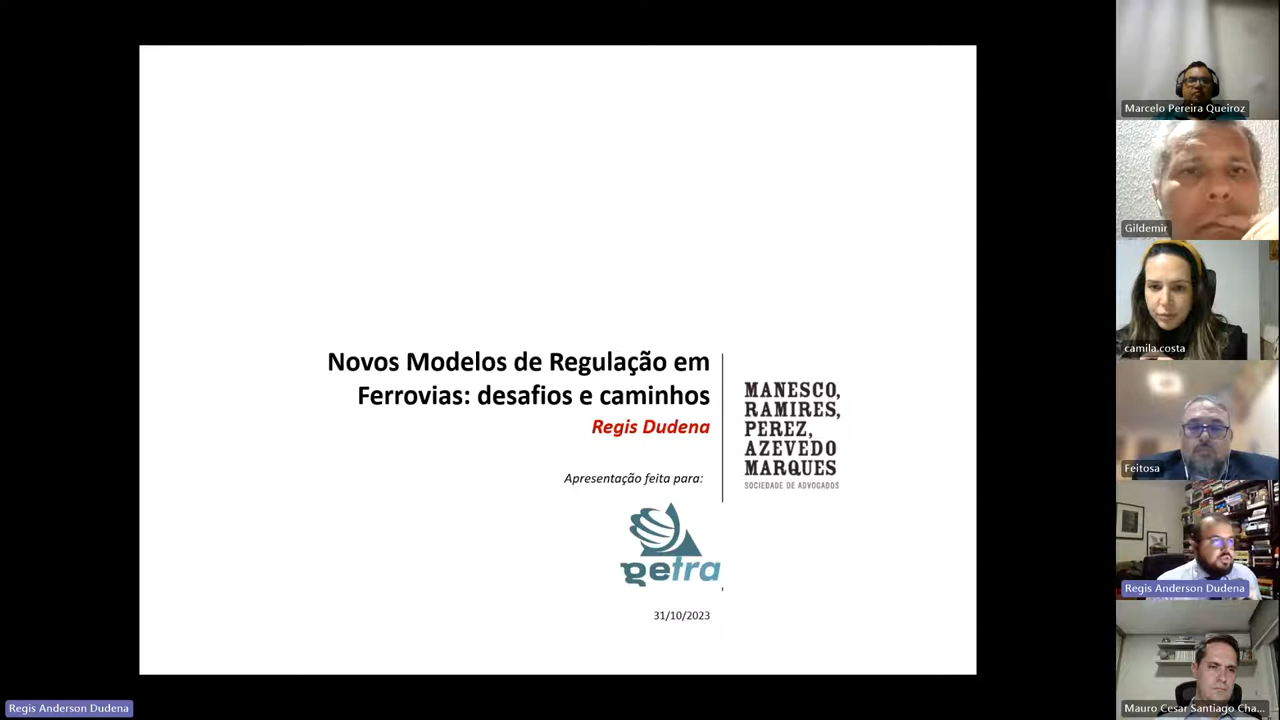 Novos Modelos de Regulação em
Ferrovias: desafios e caminhos
Regis Dudena
Apresentação feita para:
getra
31/10/2023
MANESCO,
RAMIRES,
PEREZ,
AZEVEDO
MARQUES
SOCIEDADE DE ADVOGADOS
Marcelo Pereira Queiroz
Gildemir
camila.costa
Feitosa
Regis Anderson Dudena
Mauro Cesar Santiago Cha...
Regis Anderson Dudena